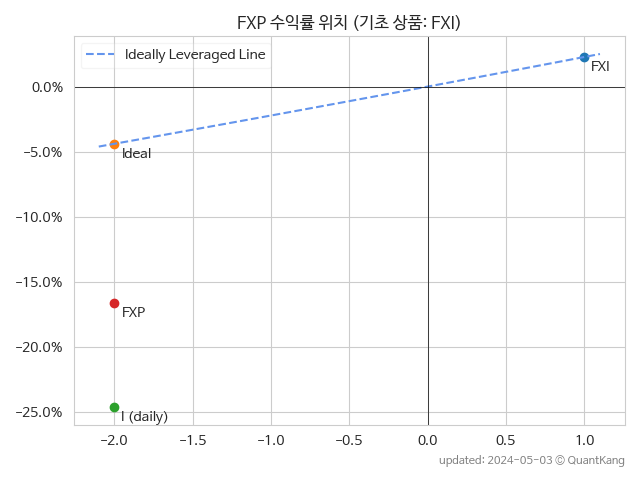 FXP 수익률 위치 (기초 상품: FXI)
Ideally Leveraged Line
FXI
0.0%
Ideal
−5.0%
−10.0%
−15.0%
FXP
−20.0%
−25.0%
I (daily)
−2.0 −1.5 −1.0 −0.5 0.0 0.5 1.0
updated: 2024-05-03 © QuantKang